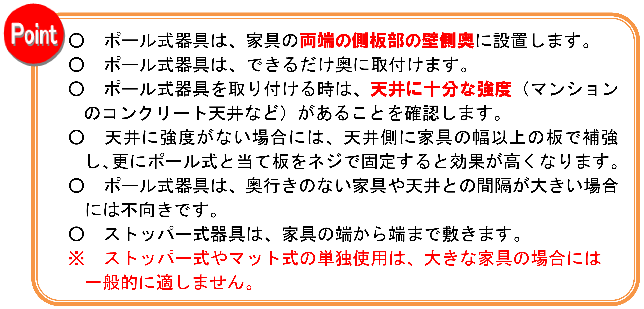 Point
○ ポール式器具は、家具の両端の側板部の壁側奥に設置します。
○ ポール式器具は、できるだけ奥に取付けます。
○ ポール式器具を取り付ける時は、天井に十分な強度（マンション
のコンクリート天井など）があることを確認します。
○ 天井に強度がない場合には、天井側に家具の幅以上の板で補強
し、更にポール式と当て板をネジで固定すると効果が高くなります。
○ ポール式器具は、奥行きのない家具や天井との間隔が大きい場合
には不向きです。
○ ストッパー式器具は、家具の端から端まで敷きます。
※ ストッパー式やマット式の単独使用は、大きな家具の場合には
一般的に適しません。